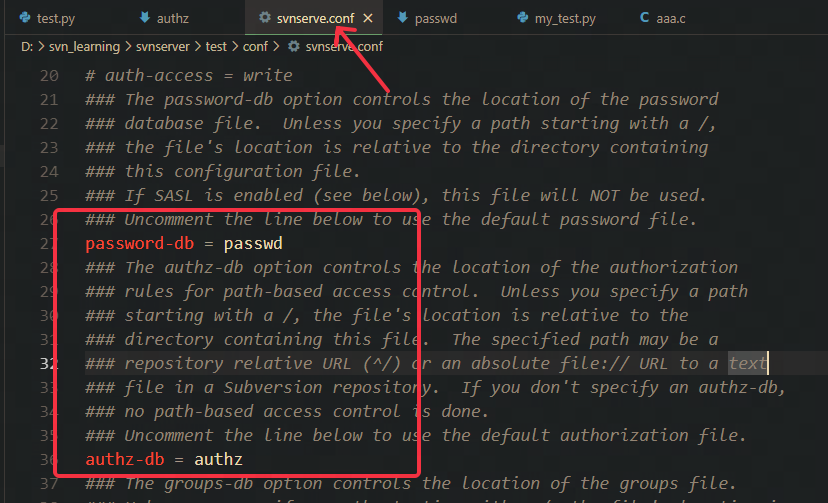 test.py authz svnserve.conf passwd my_test.py C aaa.c
D: > svn_learning > svnserver > test > conf > svnserve.conf
20 # auth-access = write
21 ### The password-db option controls the location of the password
22 ### database file.  Unless you specify a path starting with a /,
23 ### the file's location is relative to the directory containing
24 ### this configuration file.
25 ### If SASL is enabled (see below), this file will NOT be used.
26 ### Uncomment the line below to use the default password file.
27 password-db = passwd
28 ### The authz-db option controls the location of the authorization
29 ### rules for path-based access control.  Unless you specify a path
30 ### starting with a /, the file's location is relative to the
31 ### directory containing this file.  The specified path may be a
32 ### repository relative URL (^/) or an absolute file:// URL to a text
33 ### file in a Subversion repository.  If you don't specify an authz-db,
34 ### no path-based access control is done.
35 ### Uncomment the line below to use the default authorization file.
36 authz-db = authz
37 ### The groups-db option controls the location of the groups file.